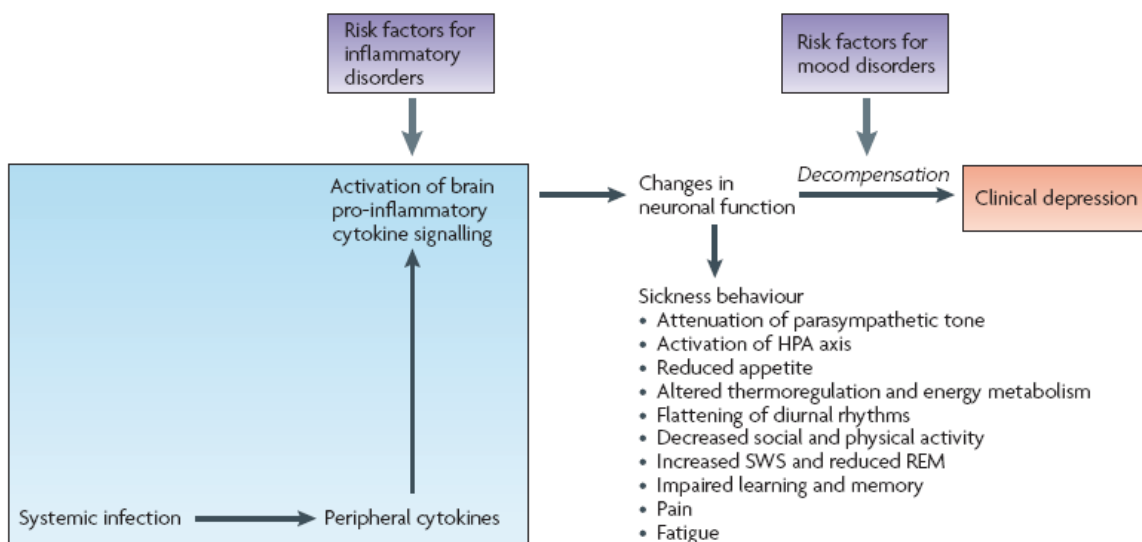 Risk factors for
inflammatory
disorders
Risk factors for
mood disorders
Activation of brain
pro-inflammatory
cytokine signalling
Changes in
neuronal function
Decompensation
Clinical depression
Sickness behaviour
• Attenuation of parasympathetic tone
• Activation of HPA axis
• Reduced appetite
• Altered thermoregulation and energy metabolism
• Flattening of diurnal rhythms
• Decreased social and physical activity
• Increased SWS and reduced REM
• Impaired learning and memory
• Pain
• Fatigue
Systemic infection
Peripheral cytokines